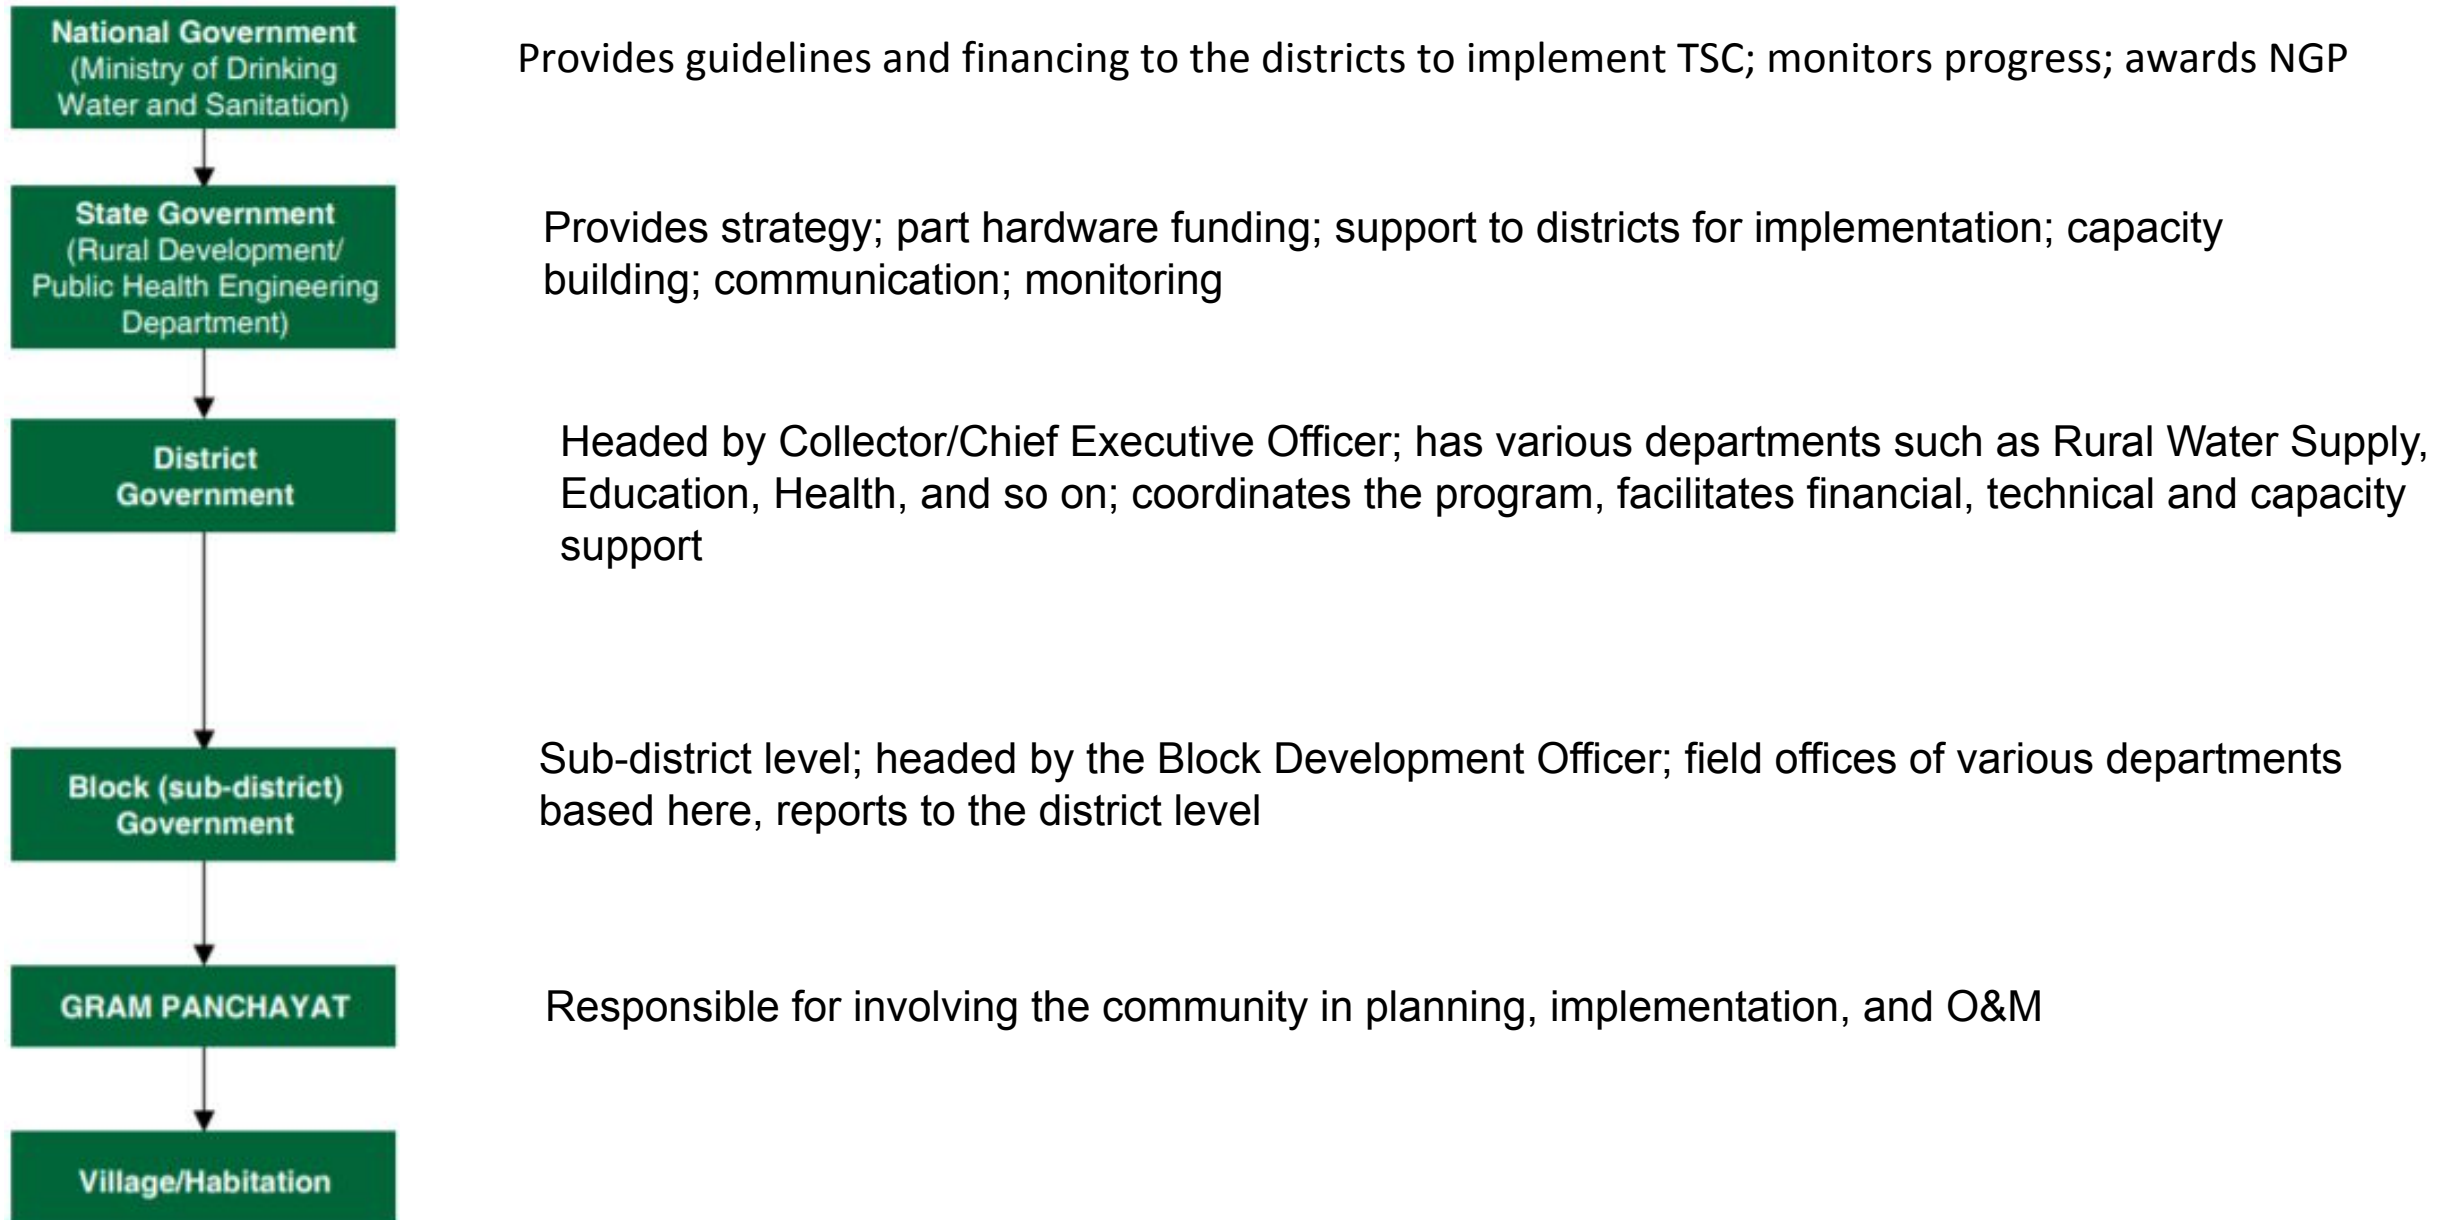 National Government
(Ministry of Drinking
Water and Sanitation)
Provides guidelines and financing to the districts to implement TSC; monitors progress; awards NGP
State Government
(Rural Development/
Public Health Engineering
Department)
Provides strategy; part hardware funding; support to districts for implementation; capacity
building; communication; monitoring
District
Government
Headed by Collector/Chief Executive Officer; has various departments such as Rural Water Supply,
Education, Health, and so on; coordinates the program, facilitates financial, technical and capacity
support
Block (sub-district)
Government
Sub-district level; headed by the Block Development Officer; field offices of various departments
based here, reports to the district level
GRAM PANCHAYAT
Responsible for involving the community in planning, implementation, and O&M
Village/Habitation